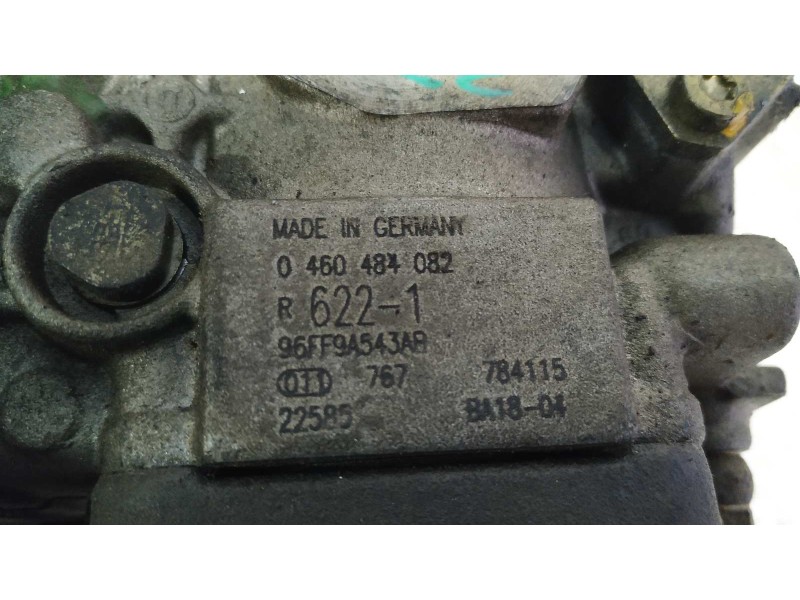 MADE IN GERMANY
0 460 484 082
R 622-1
96FF9A543AB
767 784115
22585 BA18-04